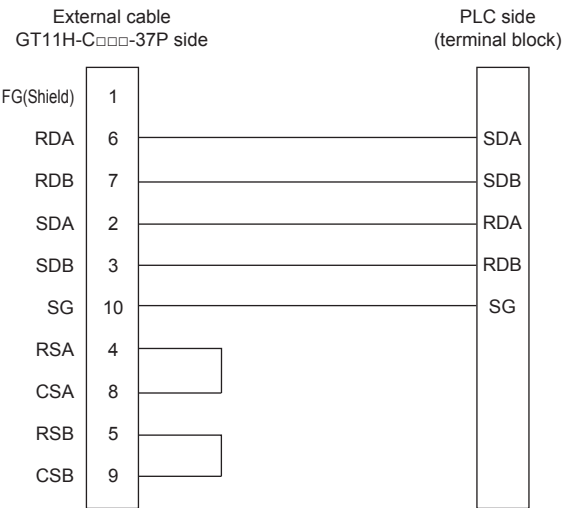 External cable
GT11H-C□□□-37P side
PLC side
(terminal block)
FG(Shield) 1
RDA 6 SDA
RDB 7 SDB
SDA 2 RDA
SDB 3 RDB
SG 10 SG
RSA 4
CSA 8
RSB 5
CSB 9